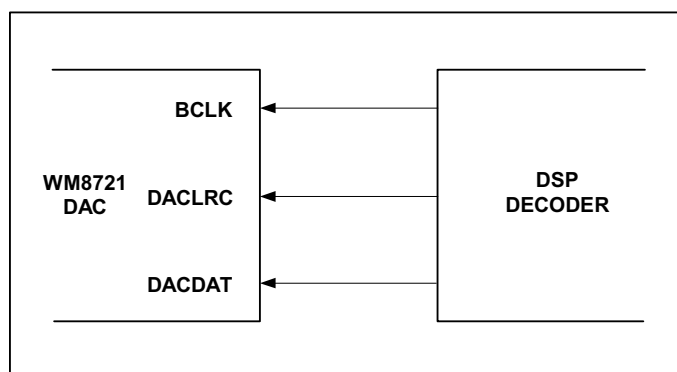 BCLK
WM8721
DAC
DACLRC
DACDAT
DSP
DECODER